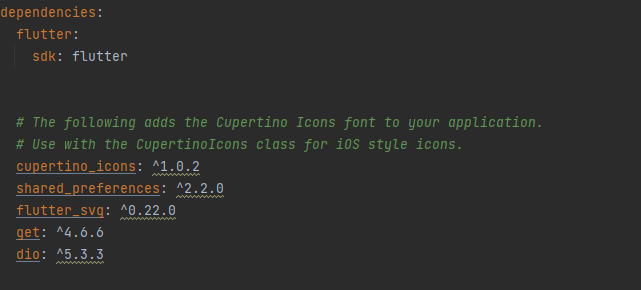 dependencies:
flutter:
sdk: flutter
# The following adds the Cupertino Icons font to your application.
# Use with the CupertinoIcons class for iOS style icons.
cupertino_icons: ^1.0.2
shared_preferences: ^2.2.0
flutter_svg: ^0.22.0
get: ^4.6.6
dio: ^5.3.3